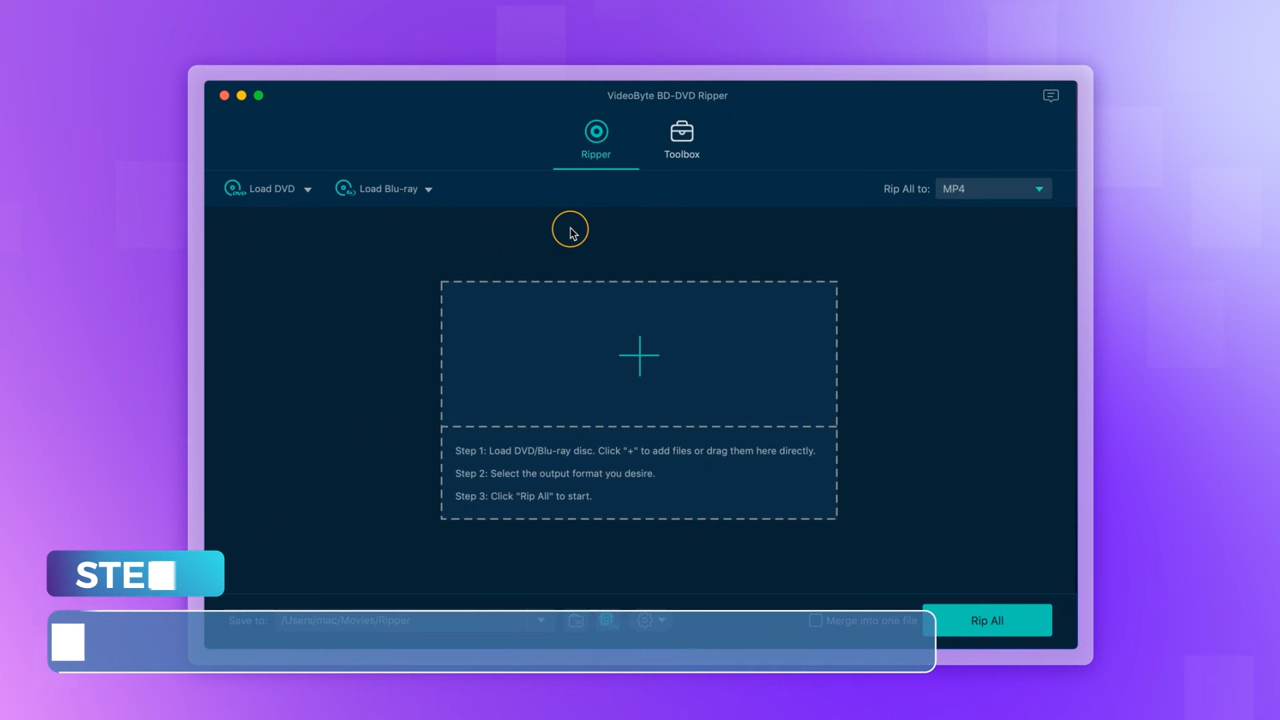 VideoByte BD-DVD Ripper
Ripper
Toolbox
Load DVD
Load Blu-ray
Rip All to:
MP4
Step 1: Load DVD/Blu-ray disc. Click "+" to add files or drag them here directly.
Step 2: Select the output format you desire.
Step 3: Click "Rip All" to start.
STE
Save to:
/Users/mac/Movies/Ripper
Merge into one file
Rip All